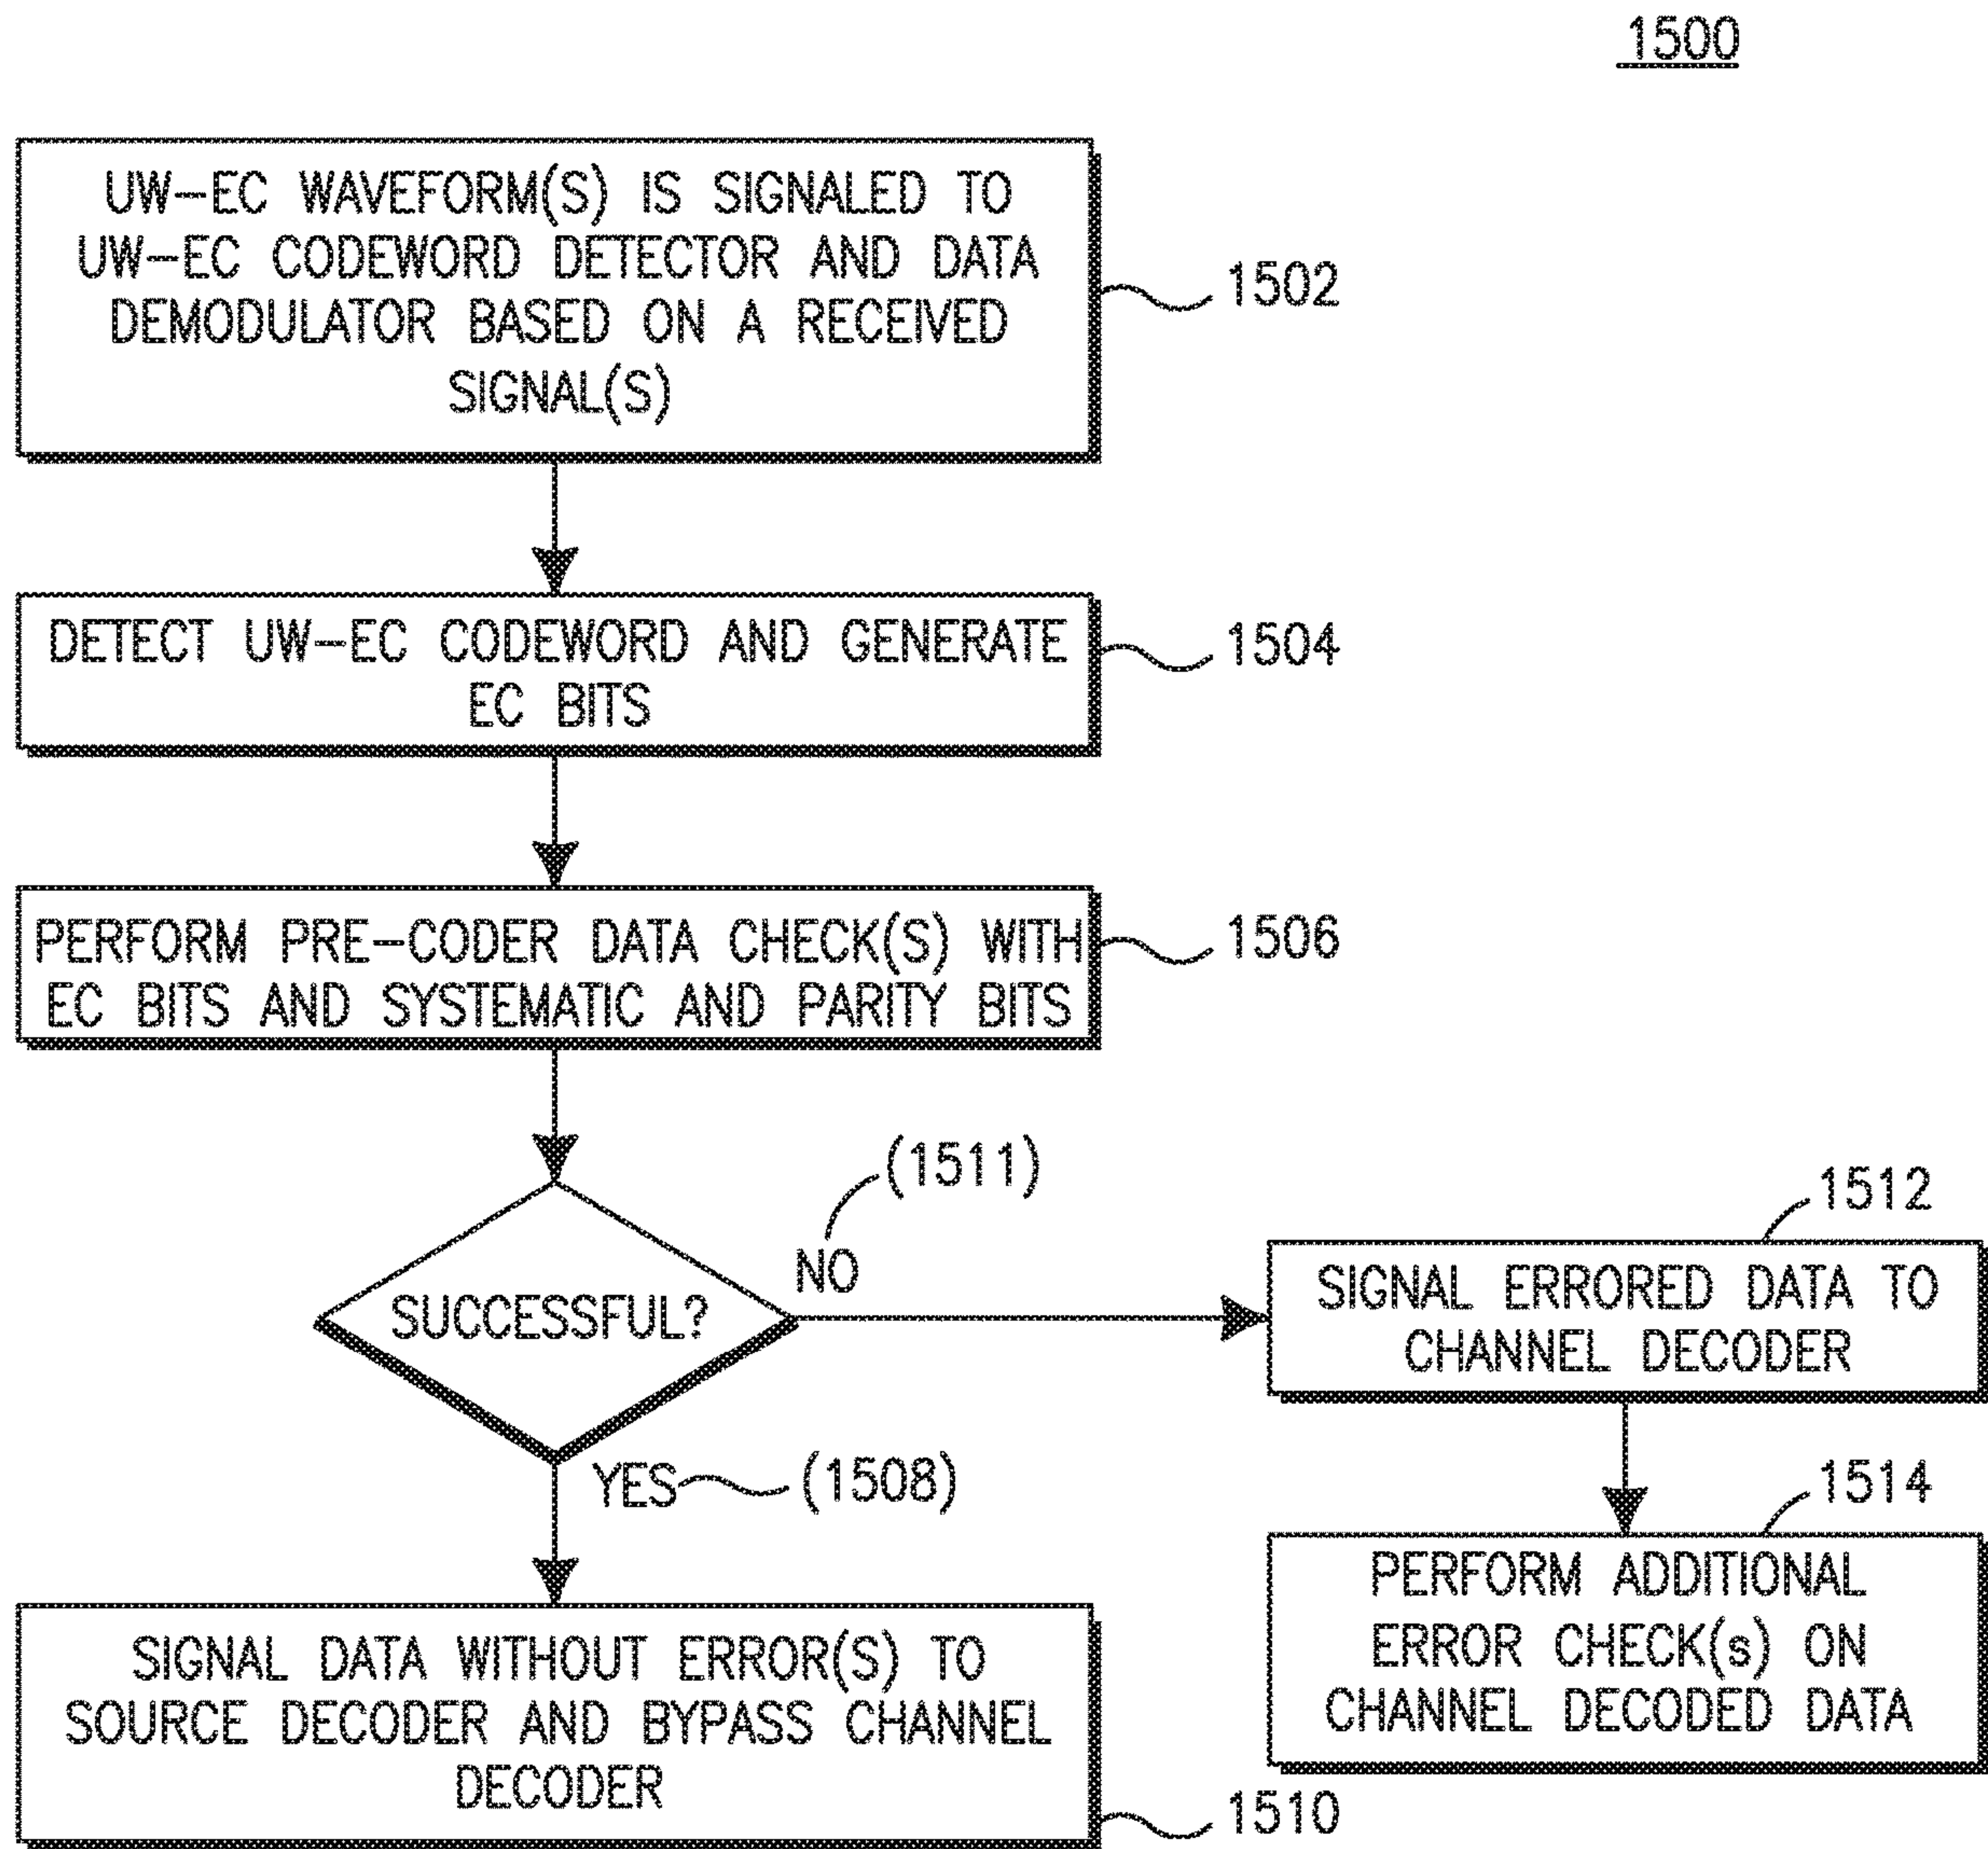 1500
UW-EC WAVEFORM(S) IS SIGNALED TO
UW-EC CODEWORD DETECTOR AND DATA
DEMODULATOR BASED ON A RECEIVED
SIGNAL(S)
1502
DETECT UW-EC CODEWORD AND GENERATE
EC BITS
1504
PERFORM PRE-CODER DATA CHECK(S) WITH
EC BITS AND SYSTEMATIC AND PARITY BITS
1506
SUCCESSFUL?
NO
(1511)
YES
(1508)
SIGNAL DATA WITHOUT ERROR(S) TO
SOURCE DECODER AND BYPASS CHANNEL
DECODER
1510
1512
SIGNAL ERRORED DATA TO
CHANNEL DECODER
1514
PERFORM ADDITIONAL
ERROR CHECK(s) ON
CHANNEL DECODED DATA